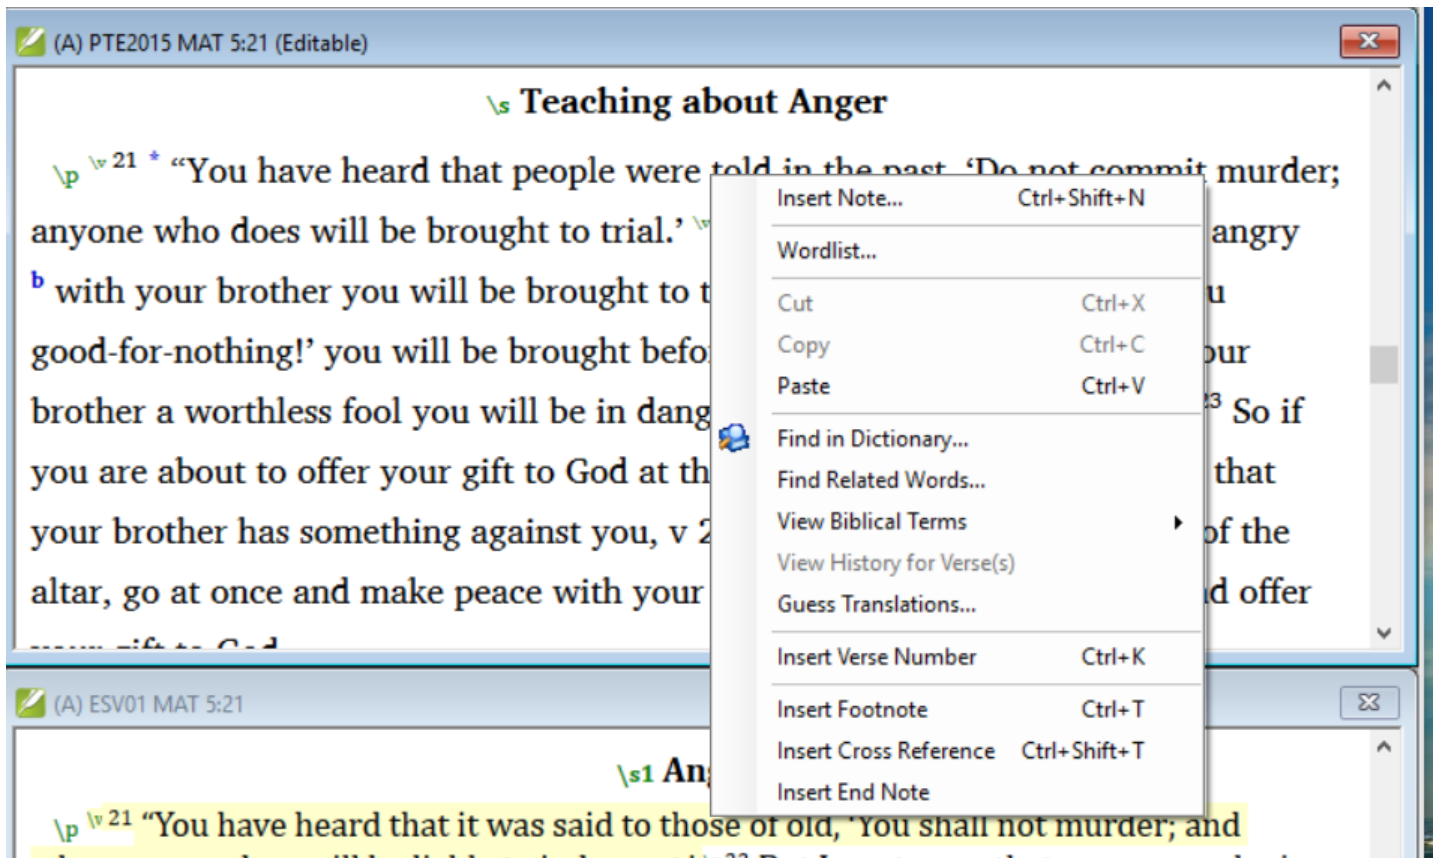 (A) PTE2015 MAT 5:21 (Editable)
\s Teaching about Anger
\p \v 21 * “You have heard that people were told in the past, ‘Do not commit murder;
anyone who does will be brought to trial.’ \v angry
b with your brother you will be brought to t u
good-for-nothing!’ you will be brought befo our
brother a worthless fool you will be in dang 23 So if
you are about to offer your gift to God at th that
your brother has something against you, v 2 of the
altar, go at once and make peace with your d offer
your gift to God
Insert Note... Ctrl+Shift+N
Wordlist...
Cut Ctrl+X
Copy Ctrl+C
Paste Ctrl+V
Find in Dictionary...
Find Related Words...
View Biblical Terms
View History for Verse(s)
Guess Translations...
Insert Verse Number Ctrl+K
Insert Footnote Ctrl+T
Insert Cross Reference Ctrl+Shift+T
Insert End Note
(A) ESV01 MAT 5:21
\s1 Ang
\p \v 21 “You have heard that it was said to those of old, ‘You shall not murder; and